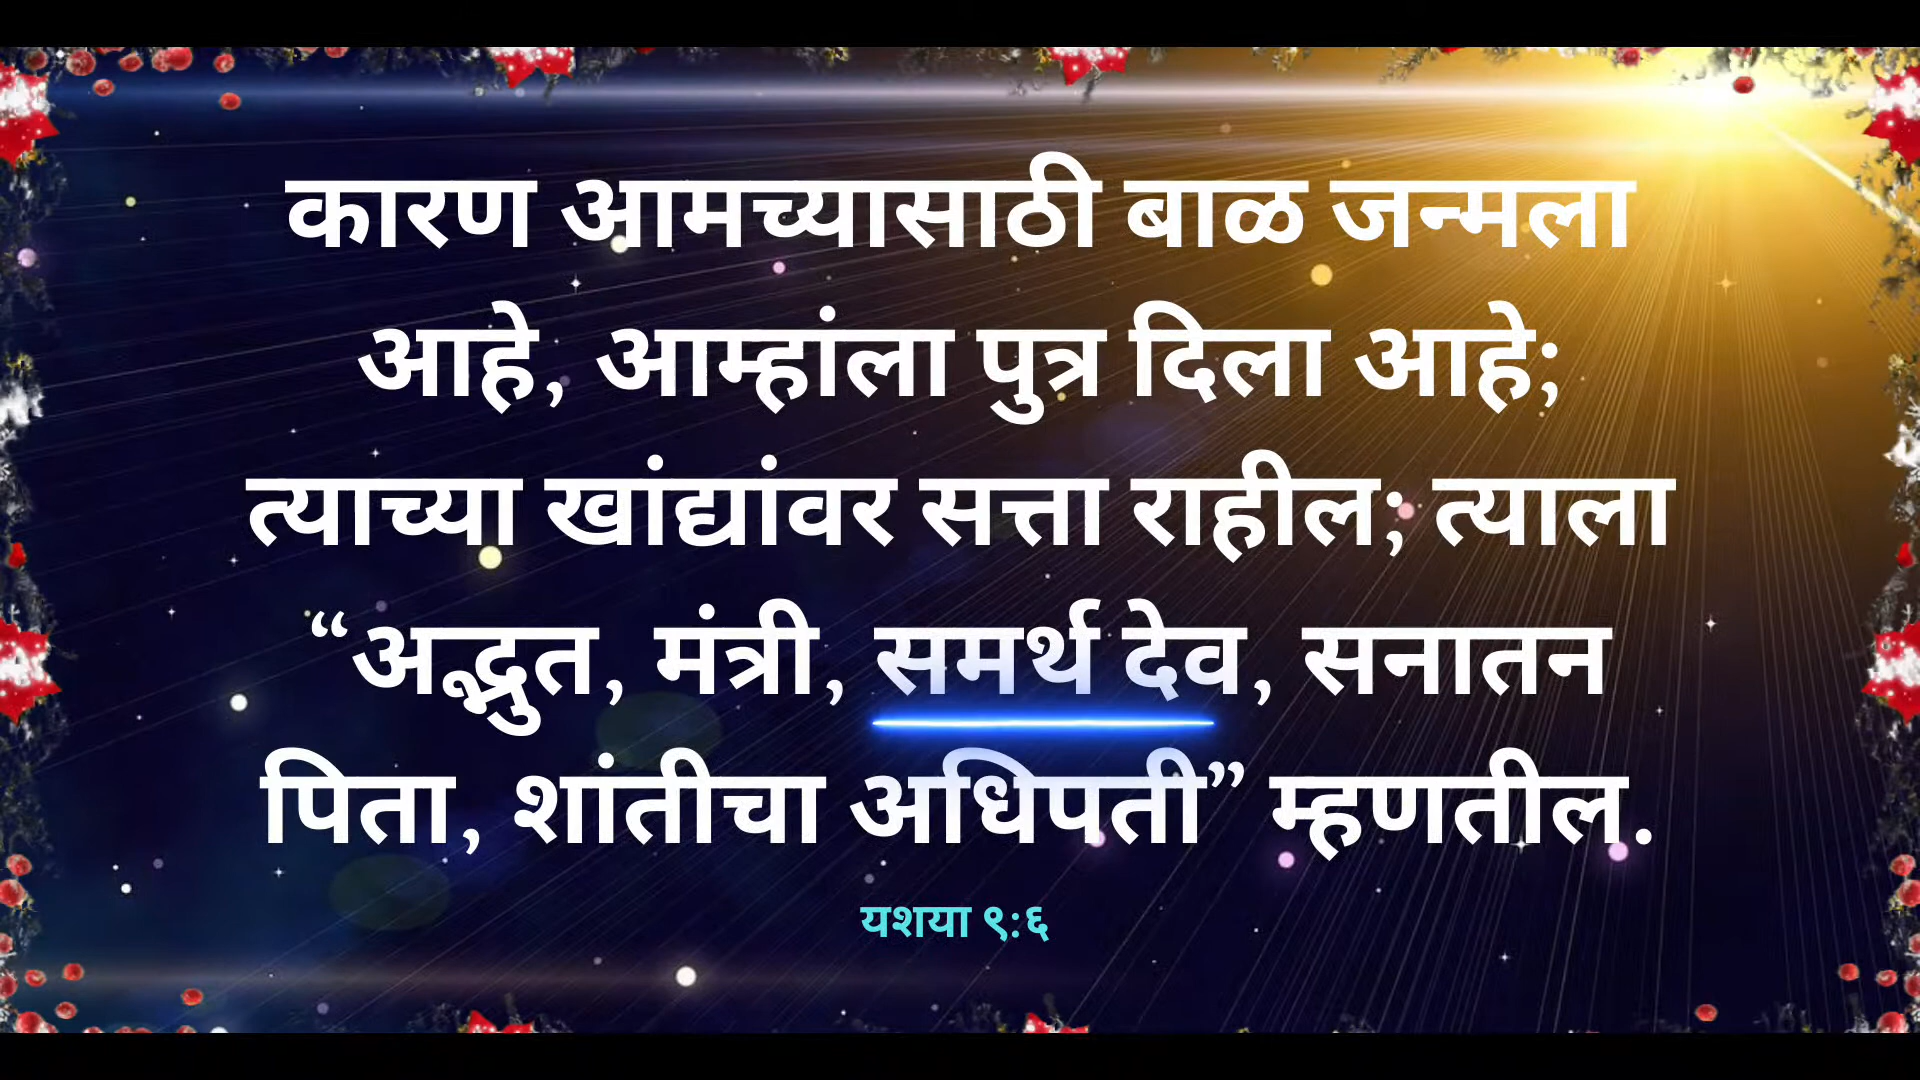 कारण आमच्यासाठी बाळ जन्मला
आहे, आम्हांला पुत्र दिला आहे;
त्याच्या खांद्यांवर सत्ता राहील; त्याला
“अद्भुत, मंत्री, समर्थ देव, सनातन
पिता, शांतीचा अधिपती” म्हणतील.
यशया ९:६